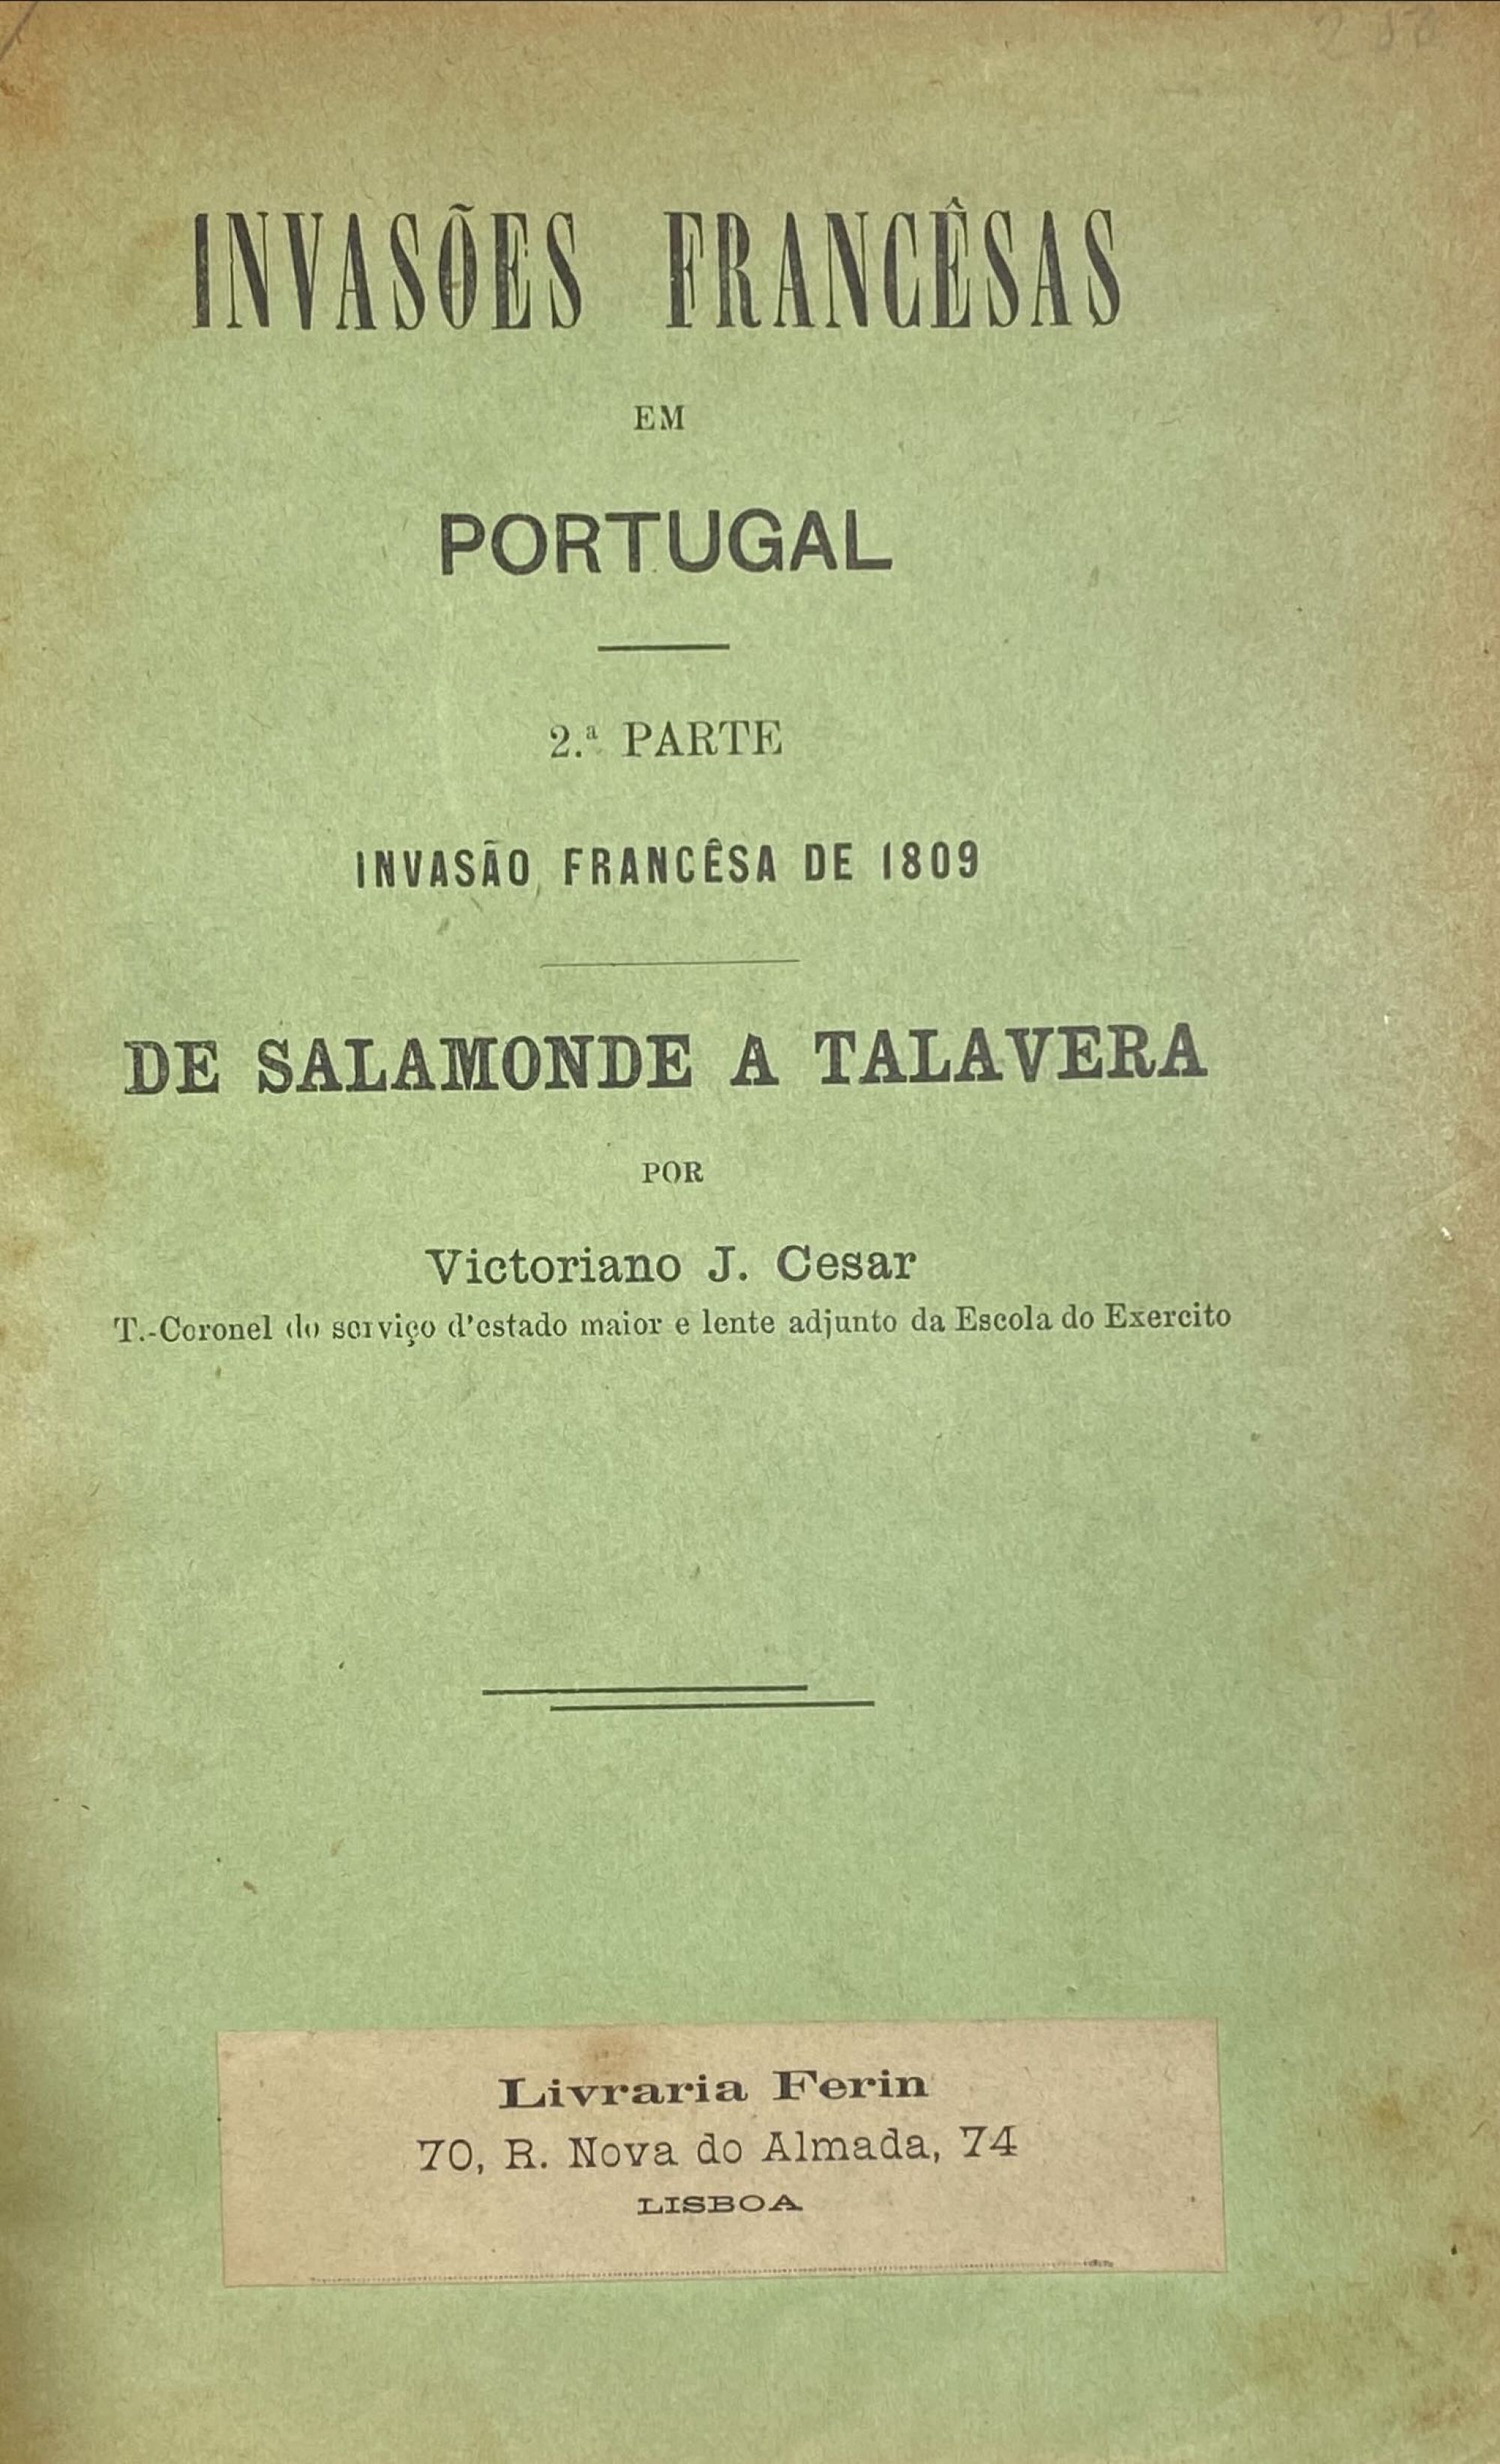 INVASÕES FRANCÊSAS
EM
PORTUGAL
2.ª PARTE
INVASÃO FRANCÊSA DE 1809
DE SALAMONDE A TALAVERA
POR
Victoriano J. Cesar
T.-Coronel do serviço d'estado maior e lente adjunto da Escola do Exercito
Livraria Ferin
70, R. Nova do Almada, 74
LISBOA